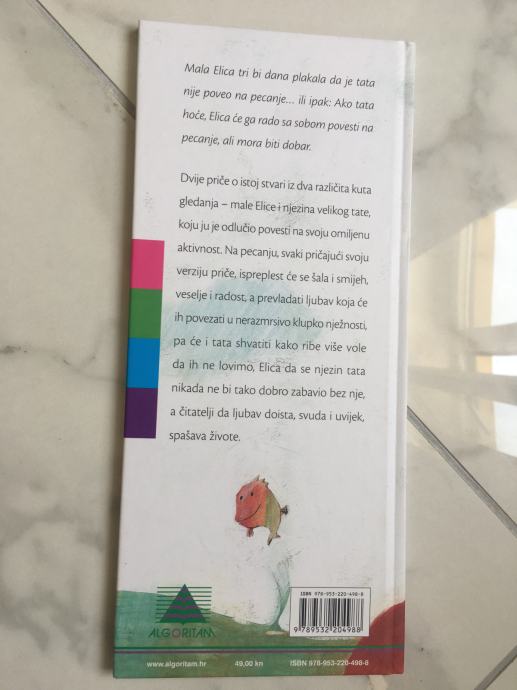 Mala Elica tri bi dana plakala da je tata
nije poveo na pecanje... ili ipak: Ako tata
hoće, Elica će ga rado sa sobom povesti na
pecanje, ali mora biti dobar.
Dvije priče o istoj stvari iz dva različita kuta
gledanja – male Elice i njezina velikog tate,
koju ju je odlučio povesti na svoju omiljenu
aktivnost. Na pecanju, svaki pričajući svoju
verziju priče, ispreplest će se šala i smijeh,
veselje i radost, a prevladati ljubav koja će
ih povezati u nerazmrsivo klupko nježnosti,
pa će i tata shvatiti kako ribe više vole
da ih ne lovimo, Elica da se njezin tata
nikada ne bi tako dobro zabavio bez nje,
a čitatelji da ljubav doista, svuda i uvijek,
spašava živote.
ISBN 978-953-220-498-8
9 789532 204988
ALGORITAM
www.algoritam.hr 49,00 kn ISBN 978-953-220-498-8